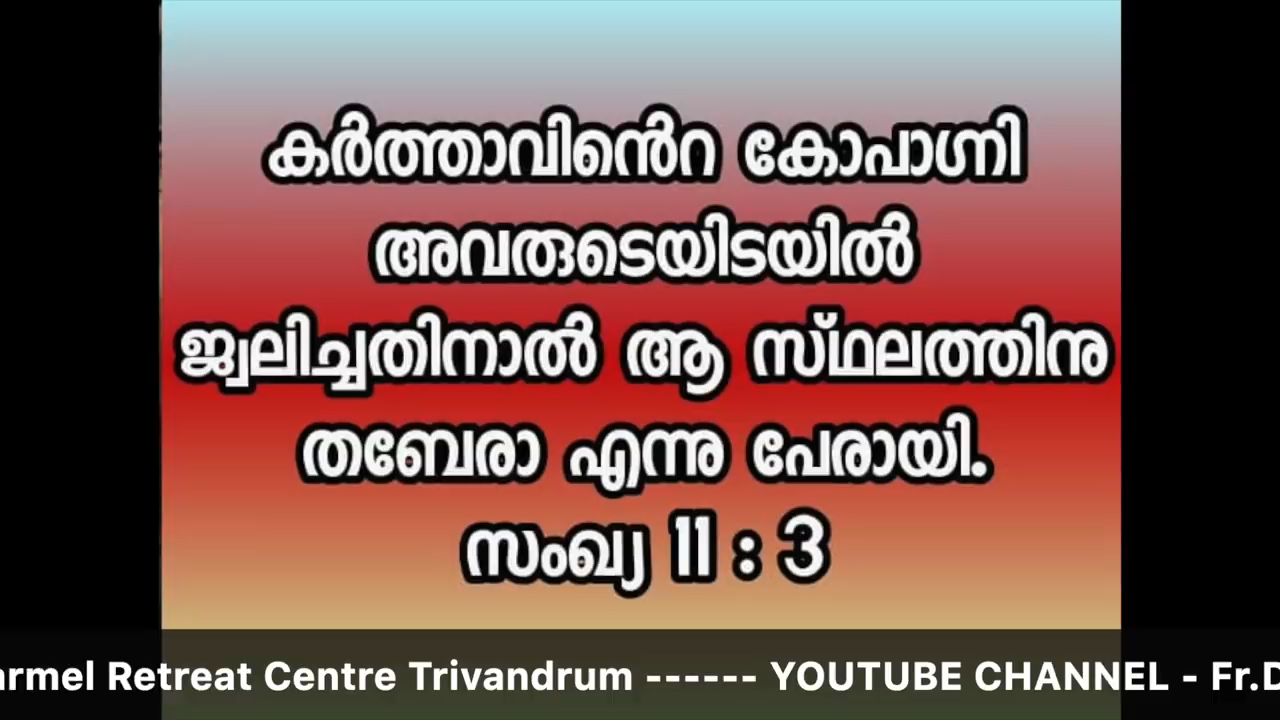 കർത്താവിൻെറ കോപാഗ്നി
അവരുടെയിടയിൽ
ജ്വലിച്ചതിനാൽ ആ സ്ഥലത്തിനു
തബേരാ എന്നു പേരായി.
സംഖ്യ 11 : 3
armel Retreat Centre Trivandrum ------ YOUTUBE CHANNEL - Fr.D